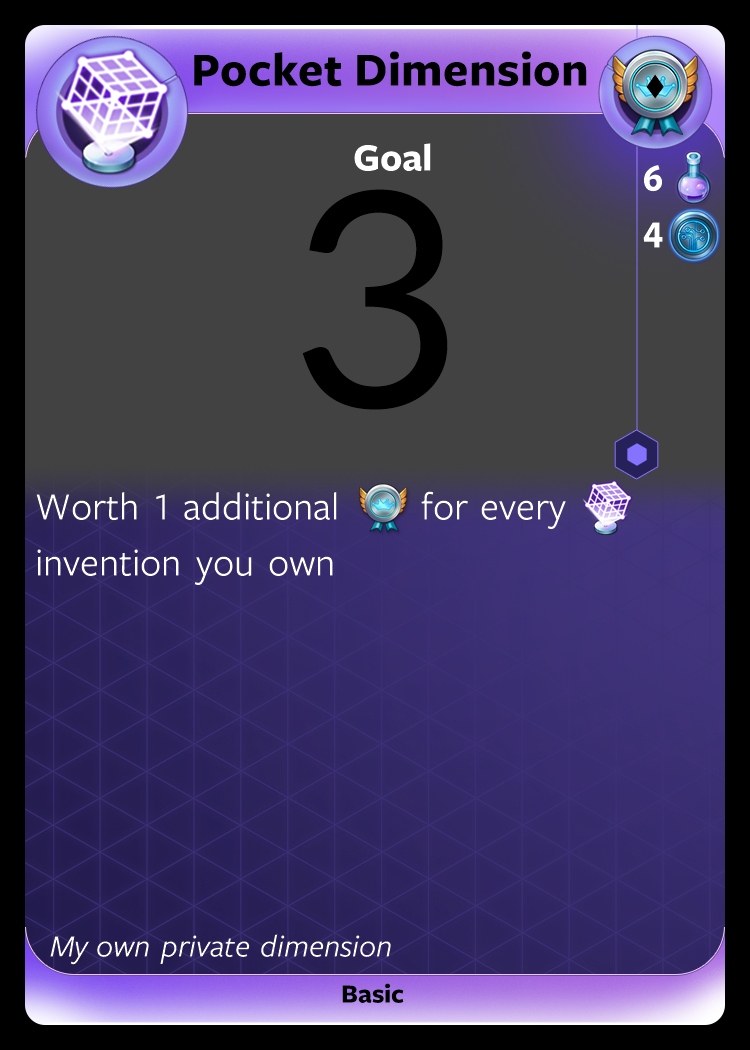 Pocket Dimension
Goal
3
6
4
Worth 1 additional for every
invention you own
My own private dimension
Basic